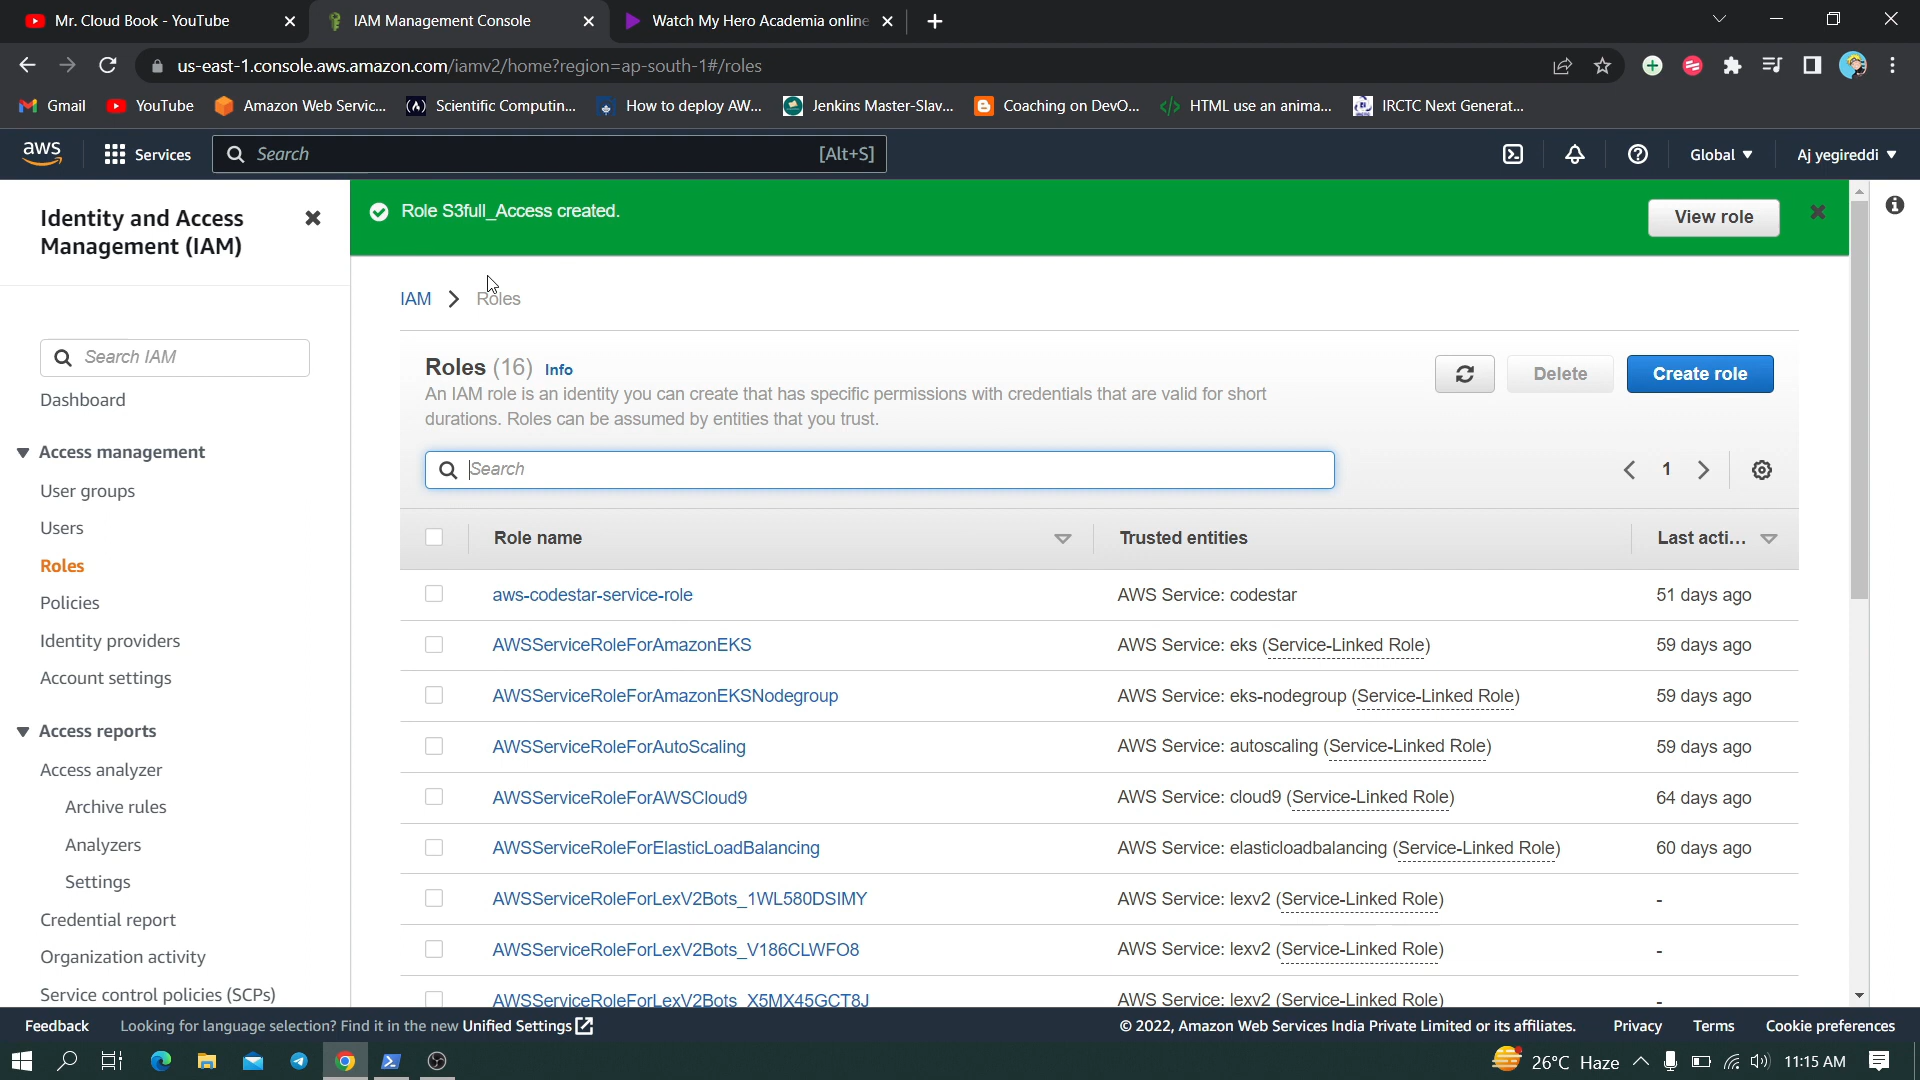 Mr. Cloud Book - YouTube
IAM Management Console
Watch My Hero Academia online
us-east-1.console.aws.amazon.com/iamv2/home?region=ap-south-1#/roles
Gmail
YouTube
Amazon Web Servic...
Scientific Computin...
How to deploy AW...
Jenkins Master-Slav...
Coaching on DevO...
HTML use an anima...
IRCTC Next Generat...
aws
Services
Search
[Alt+S]
Global
Aj yegireddi
Identity and Access
Management (IAM)
Search IAM
Dashboard
Access management
User groups
Users
Roles
Policies
Identity providers
Account settings
Access reports
Access analyzer
Archive rules
Analyzers
Settings
Credential report
Organization activity
Service control policies (SCPs)
Role S3full_Access created.
View role
IAM > Roles
Roles (16) Info
An IAM role is an identity you can create that has specific permissions with credentials that are valid for short
durations. Roles can be assumed by entities that you trust.
Delete
Create role
Search
1
Role name Trusted entities Last acti...
aws-codestar-service-role AWS Service: codestar 51 days ago
AWSServiceRoleForAmazonEKS AWS Service: eks (Service-Linked Role) 59 days ago
AWSServiceRoleForAmazonEKSNodegroup AWS Service: eks-nodegroup (Service-Linked Role) 59 days ago
AWSServiceRoleForAutoScaling AWS Service: autoscaling (Service-Linked Role) 59 days ago
AWSServiceRoleForAWSCloud9 AWS Service: cloud9 (Service-Linked Role) 64 days ago
AWSServiceRoleForElasticLoadBalancing AWS Service: elasticloadbalancing (Service-Linked Role) 60 days ago
AWSServiceRoleForLexV2Bots_1WL580DSIMY AWS Service: lexv2 (Service-Linked Role) -
AWSServiceRoleForLexV2Bots_V186CLWFO8 AWS Service: lexv2 (Service-Linked Role) -
AWSServiceRoleForLexV2Bots_X5MX45GCT8J AWS Service: lexv2 (Service-Linked Role) -
Feedback
Looking for language selection? Find it in the new Unified Settings
© 2022, Amazon Web Services India Private Limited or its affiliates.
Privacy
Terms
Cookie preferences
26°C Haze
11:15 AM